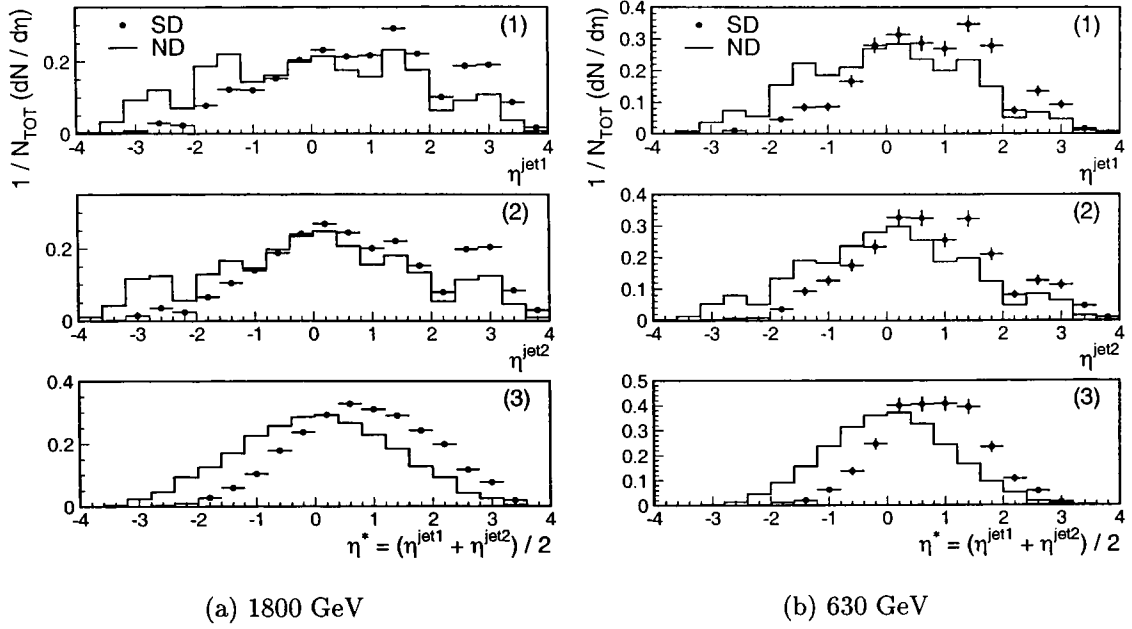 1 / N_TOT (dN / dη)
SD
ND
(1)
0.2
0
-4 -3 -2 -1 0 1 2 3 4
η^jet1
(2)
0.2
0
-4 -3 -2 -1 0 1 2 3 4
η^jet2
(3)
0.4
0.2
0
-4 -3 -2 -1 0 1 2 3 4
η* = (η^jet1 + η^jet2) / 2
(a) 1800 GeV
1 / N_TOT (dN / dη)
SD
ND
(1)
0.4
0.3
0.2
0.1
0
-4 -3 -2 -1 0 1 2 3 4
η^jet1
(2)
0.4
0.3
0.2
0.1
0
-4 -3 -2 -1 0 1 2 3 4
η^jet2
(3)
0.5
0.4
0.3
0.2
0.1
0
-4 -3 -2 -1 0 1 2 3 4
η* = (η^jet1 + η^jet2) / 2
(b) 630 GeV